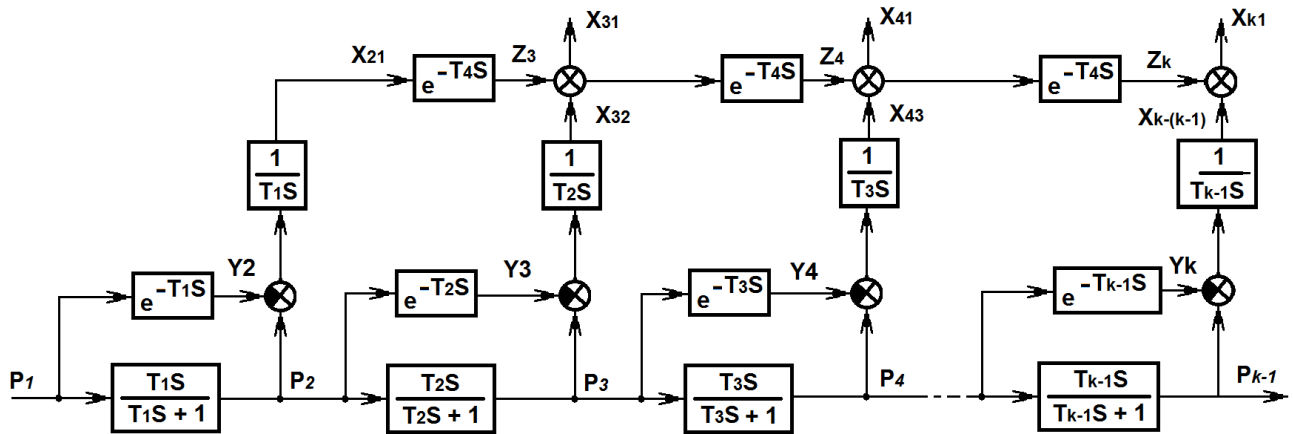 X31 X41 Xk1
X21 e-T4S Z3 e-T4S Z4 e-T4S Zk
X32 X43 Xk-(k-1)
1 1 1 1
T1S T2S T3S Tk-1S
Y2 Y3 Y4 Yk
e-T1S e-T2S e-T3S e-Tk-1S
P1 T1S P2 T2S P3 T3S P4 Tk-1S Pk-1
T1S + 1 T2S + 1 T3S + 1 Tk-1S + 1